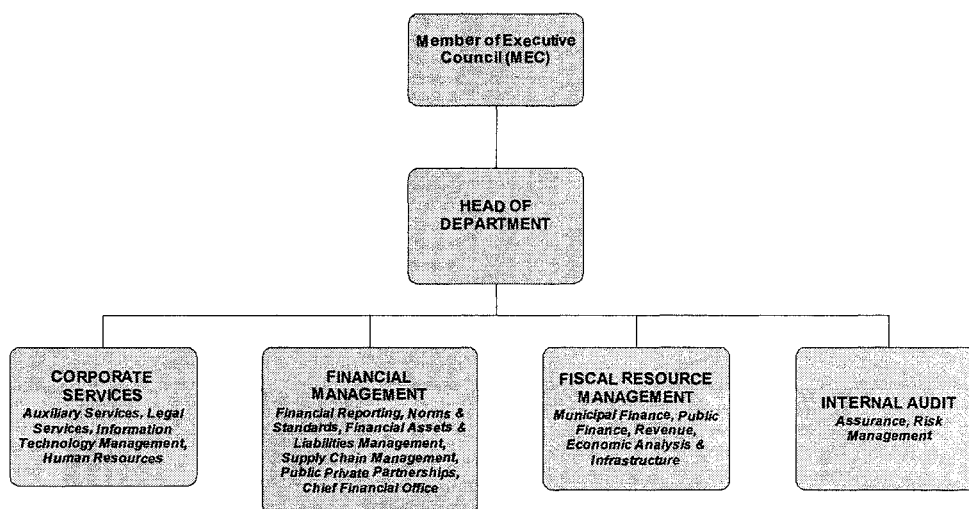 Member of Executive
Council (MEC)
HEAD OF
DEPARTMENT
CORPORATE
SERVICES
Auxiliary Services, Legal
Services, Information
Technology Management,
Human Resources
FINANCIAL
MANAGEMENT
Financial Reporting, Norms &
Standards, Financial Assets &
Liabilities Management,
Supply Chain Management,
Public Private Partnerships,
Chief Financial Office
FISCAL RESOURCE
MANAGEMENT
Municipal Finance, Public
Finance, Revenue,
Economic Analysis &
Infrastructure
INTERNAL AUDIT
Assurance, Risk
Management